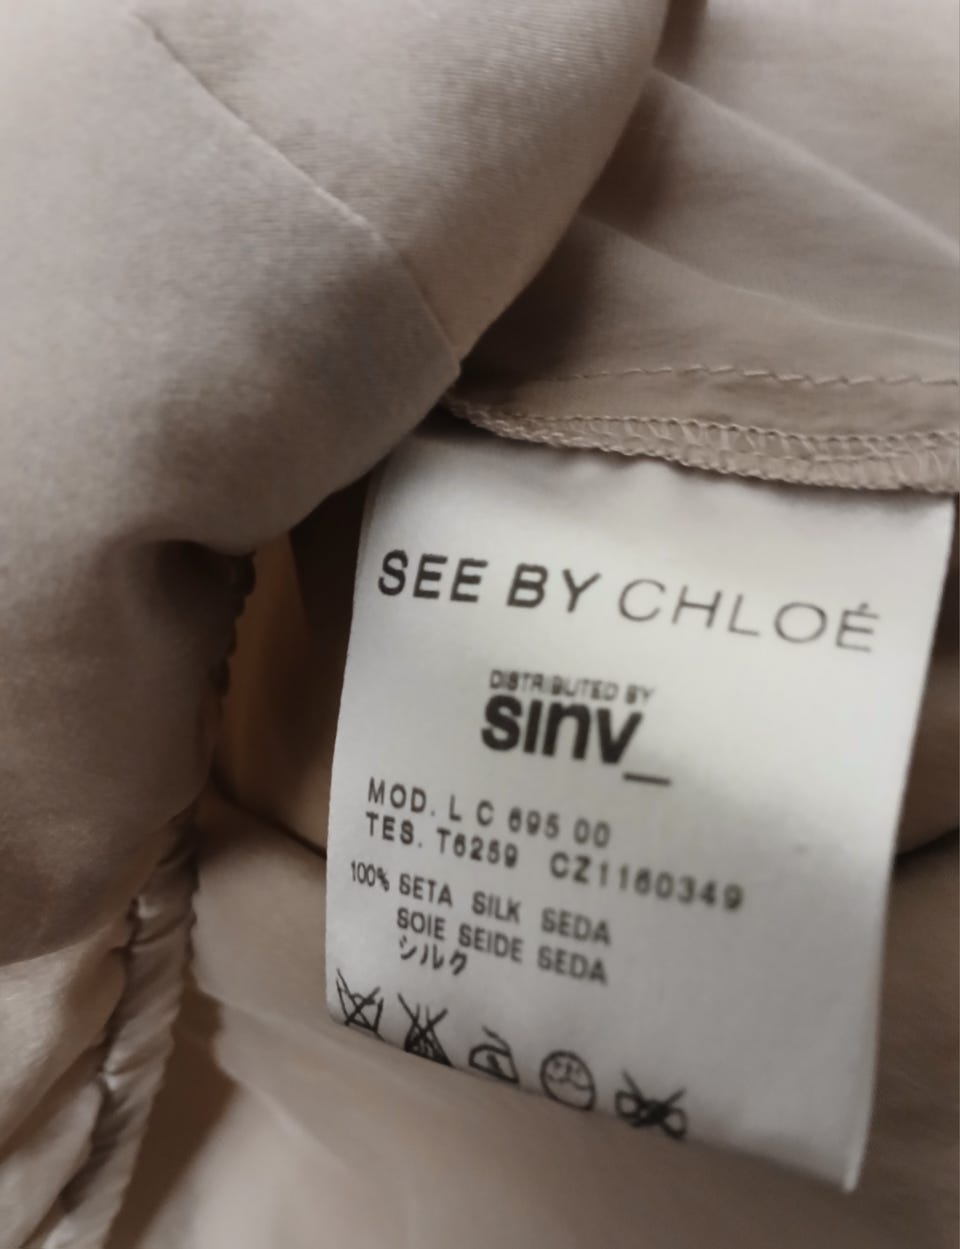 SEE BY CHLOÉ
DISTRIBUTED BY
sinv_
MOD. L C 695 00
TES. T6259 CZ1160349
100% SETA SILK SEDA
SOIE SEIDE SEDA
シルク